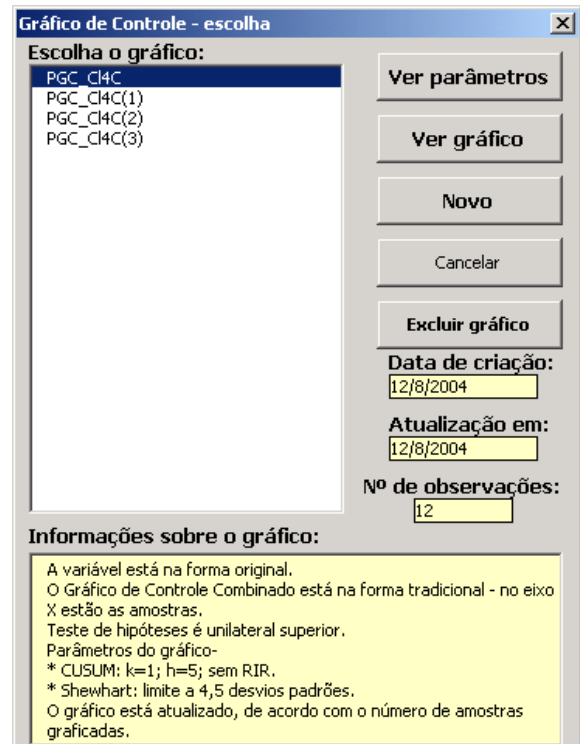 Gráfico de Controle - escolha
Escolha o gráfico:
PGC_Cl4C
PGC_Cl4C(1)
PGC_Cl4C(2)
PGC_Cl4C(3)
Ver parâmetros
Ver gráfico
Novo
Cancelar
Excluir gráfico
Data de criação:
12/8/2004
Atualização em:
12/8/2004
Nº de observações:
12
Informações sobre o gráfico:
A variável está na forma original.
O Gráfico de Controle Combinado está na forma tradicional - no eixo
X estão as amostras.
Teste de hipóteses é unilateral superior.
Parâmetros do gráfico-
* CUSUM: k=1; h=5; sem RIR.
* Shewhart: limite a 4,5 desvios padrões.
O gráfico está atualizado, de acordo com o número de amostras
graficadas.